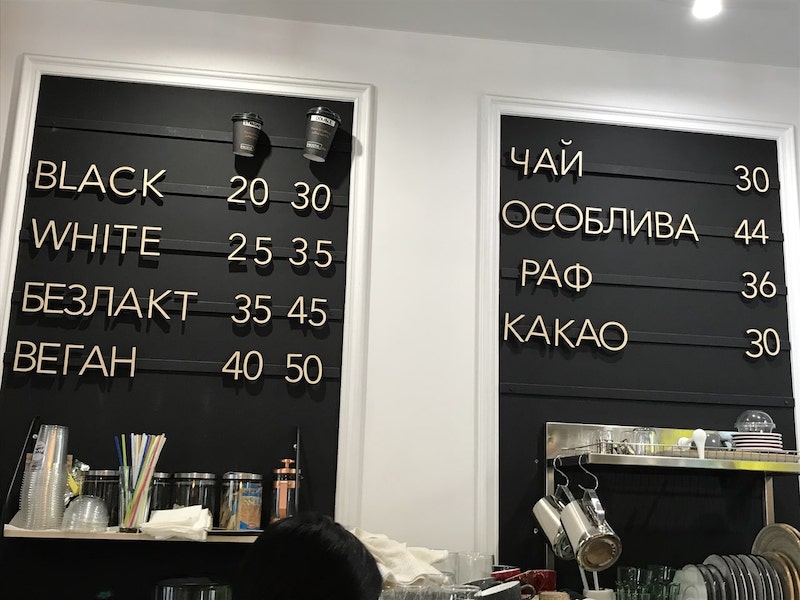 BLACK 20 30
WHITE 25 35
БЕЗЛАКТ 35 45
ВЕГАН 40 50
ЧАЙ 30
ОСОБЛИВА 44
РАФ 36
КАКАО 30